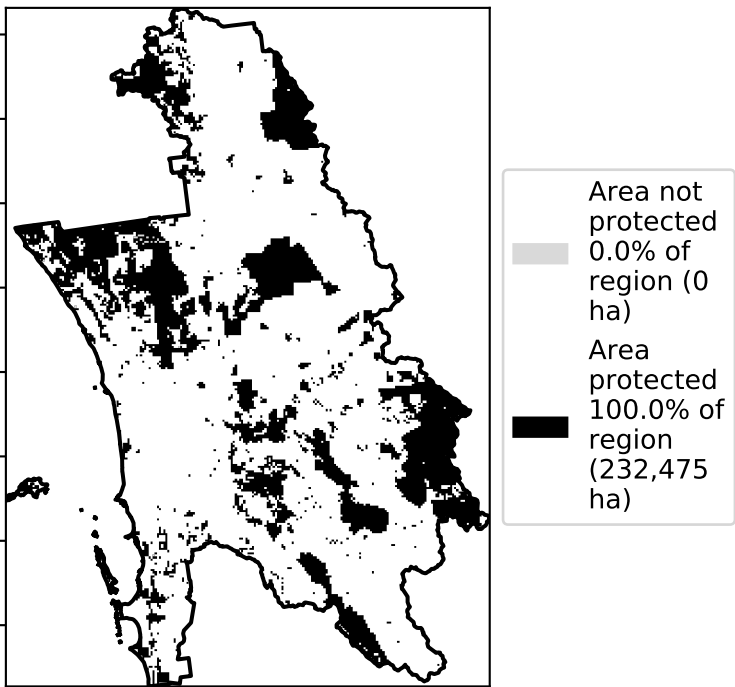 Area not
protected
0.0% of
region (0
ha)
Area
protected
100.0% of
region
(232,475
ha)